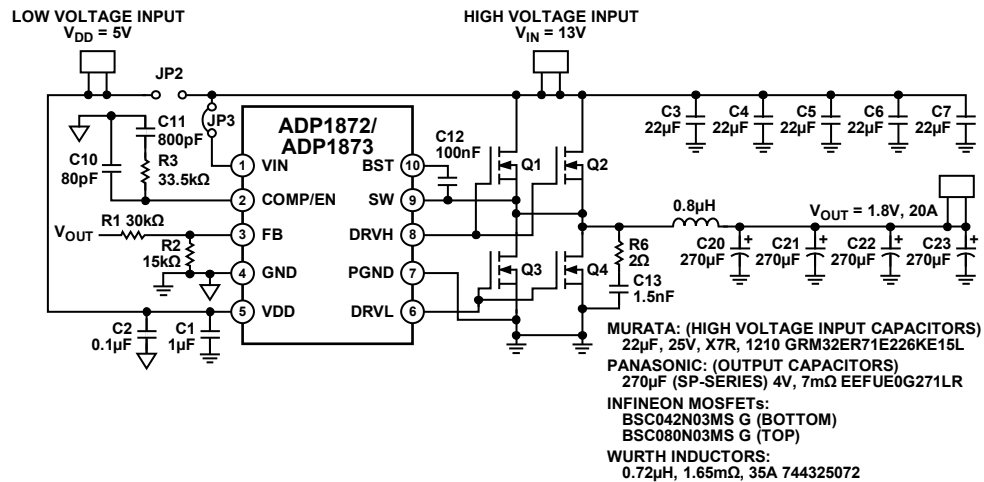 LOW VOLTAGE INPUT
VDD = 5V
HIGH VOLTAGE INPUT
VIN = 13V
JP2
JP3
C11
800pF
C10
80pF
R3
33.5kΩ
ADP1872/
ADP1873
C12
100nF
1 VIN
BST 10
2 COMP/EN
SW 9
3 FB
DRVH 8
4 GND
PGND 7
5 VDD
DRVL 6
Q1
Q2
Q3
Q4
C3
22µF
C4
22µF
C5
22µF
C6
22µF
C7
22µF
VOUT
R1 30kΩ
R2
15kΩ
C2
0.1µF
C1
1µF
0.8µH
R6
2Ω
C13
1.5nF
VOUT = 1.8V, 20A
C20
270µF
+
C21
270µF
+
C22
270µF
+
C23
270µF
+
MURATA: (HIGH VOLTAGE INPUT CAPACITORS)
22µF, 25V, X7R, 1210 GRM32ER71E226KE15L
PANASONIC: (OUTPUT CAPACITORS)
270µF (SP-SERIES) 4V, 7mΩ EEFUE0G271LR
INFINEON MOSFETs:
BSC042N03MS G (BOTTOM)
BSC080N03MS G (TOP)
WURTH INDUCTORS:
0.72µH, 1.65mΩ, 35A 744325072